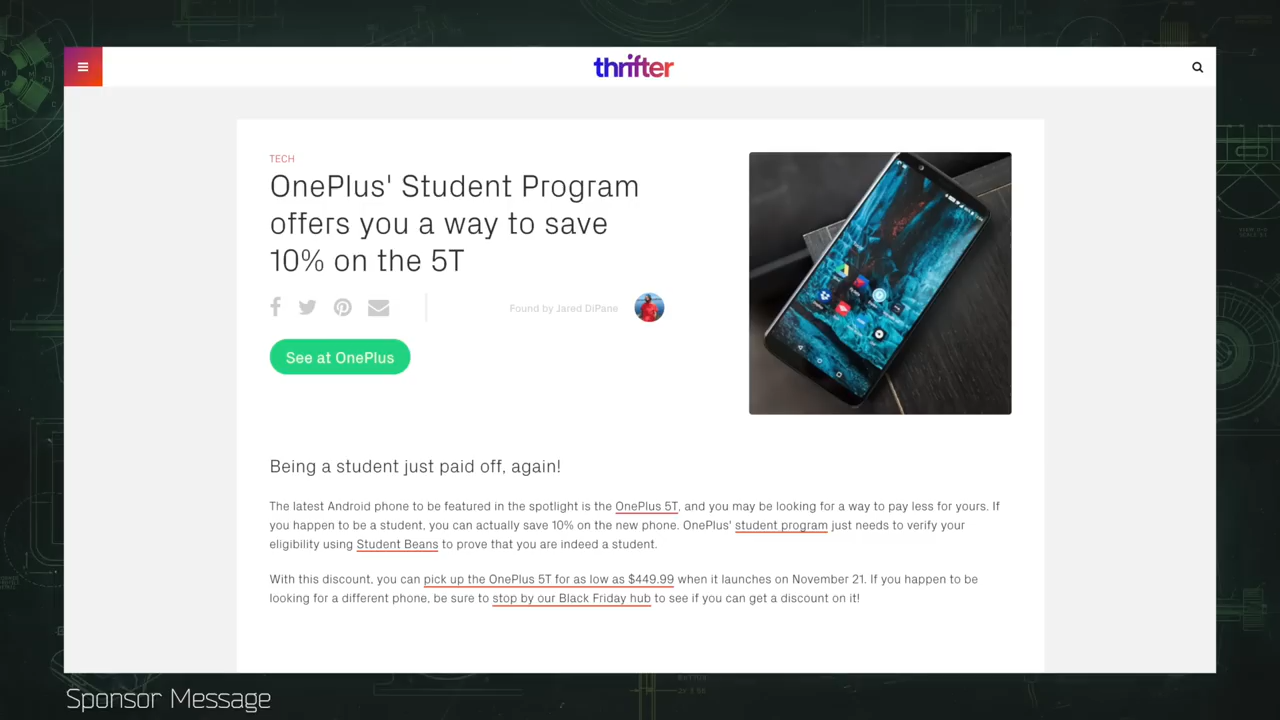 thrifter
TECH
OnePlus' Student Program
offers you a way to save
10% on the 5T
Found by Jared DiPane
See at OnePlus
Being a student just paid off, again!
The latest Android phone to be featured in the spotlight is the OnePlus 5T, and you may be looking for a way to pay less for yours. If
you happen to be a student, you can actually save 10% on the new phone. OnePlus' student program just needs to verify your
eligibility using Student Beans to prove that you are indeed a student.
With this discount, you can pick up the OnePlus 5T for as low as $449.99 when it launches on November 21. If you happen to be
looking for a different phone, be sure to stop by our Black Friday hub to see if you can get a discount on it!
Sponsor Message